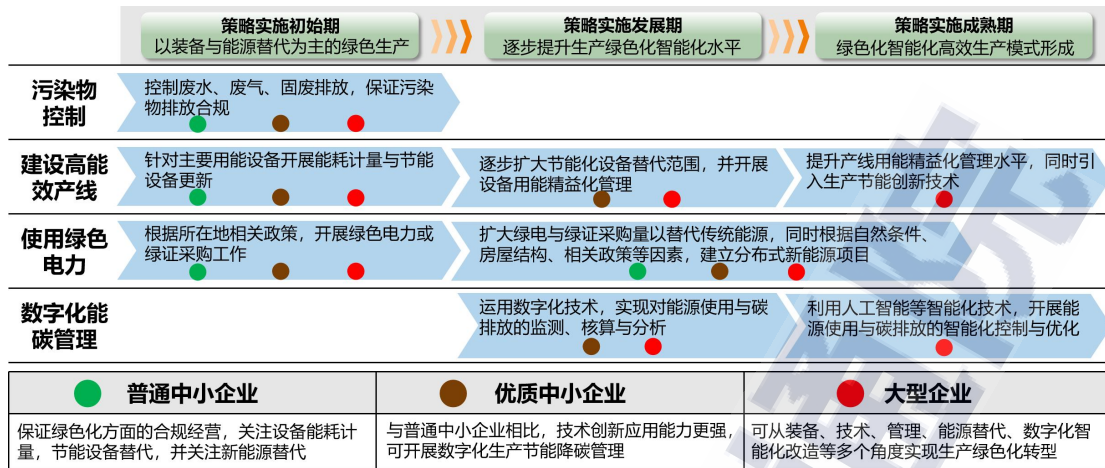 策略实施初始期
以装备与能源替代为主的绿色生产
策略实施发展期
逐步提升生产绿色化智能化水平
策略实施成熟期
绿色化智能化高效生产模式形成
污染物
控制
控制废水、废气、固废排放，保证污染
物排放合规
建设高能
效产线
针对主要用能设备开展能耗计量与节能
设备更新
逐步扩大节能化设备替代范围，并开展
设备用能精益化管理
提升产线用能精益化管理水平，同时引
入生产节能创新技术
使用绿色
电力
根据所在地相关政策，开展绿色电力或
绿证采购工作
扩大绿电与绿证采购量以替代传统能源，同时根据自然条件、
房屋结构、相关政策等因素，建立分布式新能源项目
数字化能
碳管理
运用数字化技术，实现对能源使用与碳
排放的监测、核算与分析
利用人工智能等智能化技术，开展能
源使用与碳排放的智能化控制与优化
普通中小企业
保证绿色化方面的合规经营，关注设备能耗计
量，节能设备替代，并关注新能源替代
优质中小企业
与普通中小企业相比，技术创新应用能力更强，
可开展数字化生产节能降碳管理
大型企业
可从装备、技术、管理、能源替代、数字化智
能化改造等多个角度实现生产绿色化转型